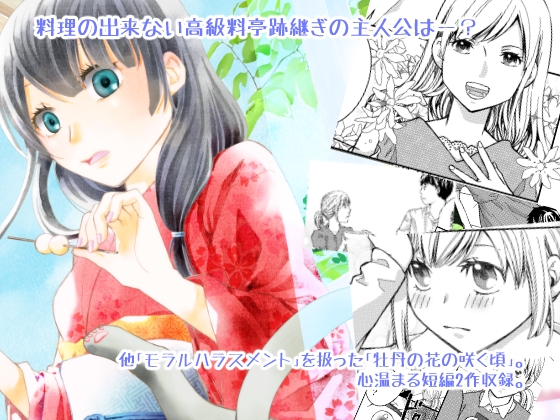 料理の出来ない高級料亭跡継ぎの主人公はー？
他「モラルハラスメント」を扱った「牡丹の花の咲く頃」。
心温まる短編2作収録。